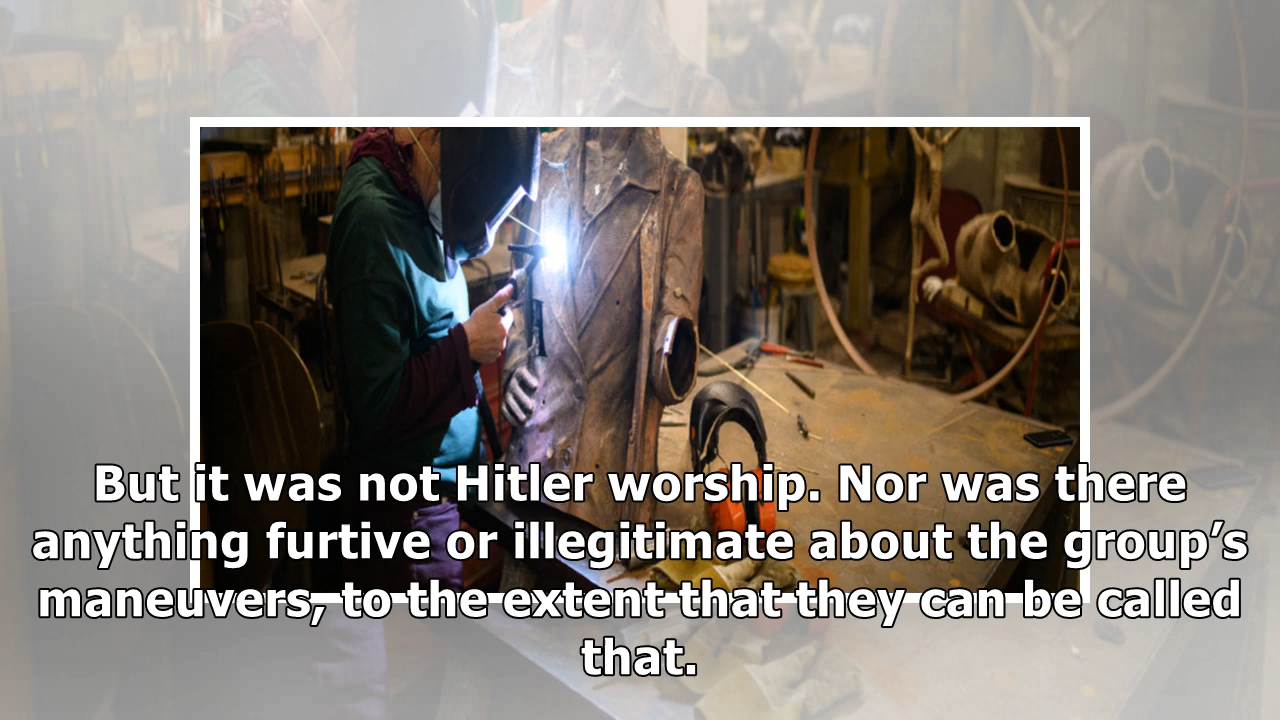 But it was not Hitler worship. Nor was there
anything furtive or illegitimate about the group’s
maneuvers, to the extent that they can be called
that.